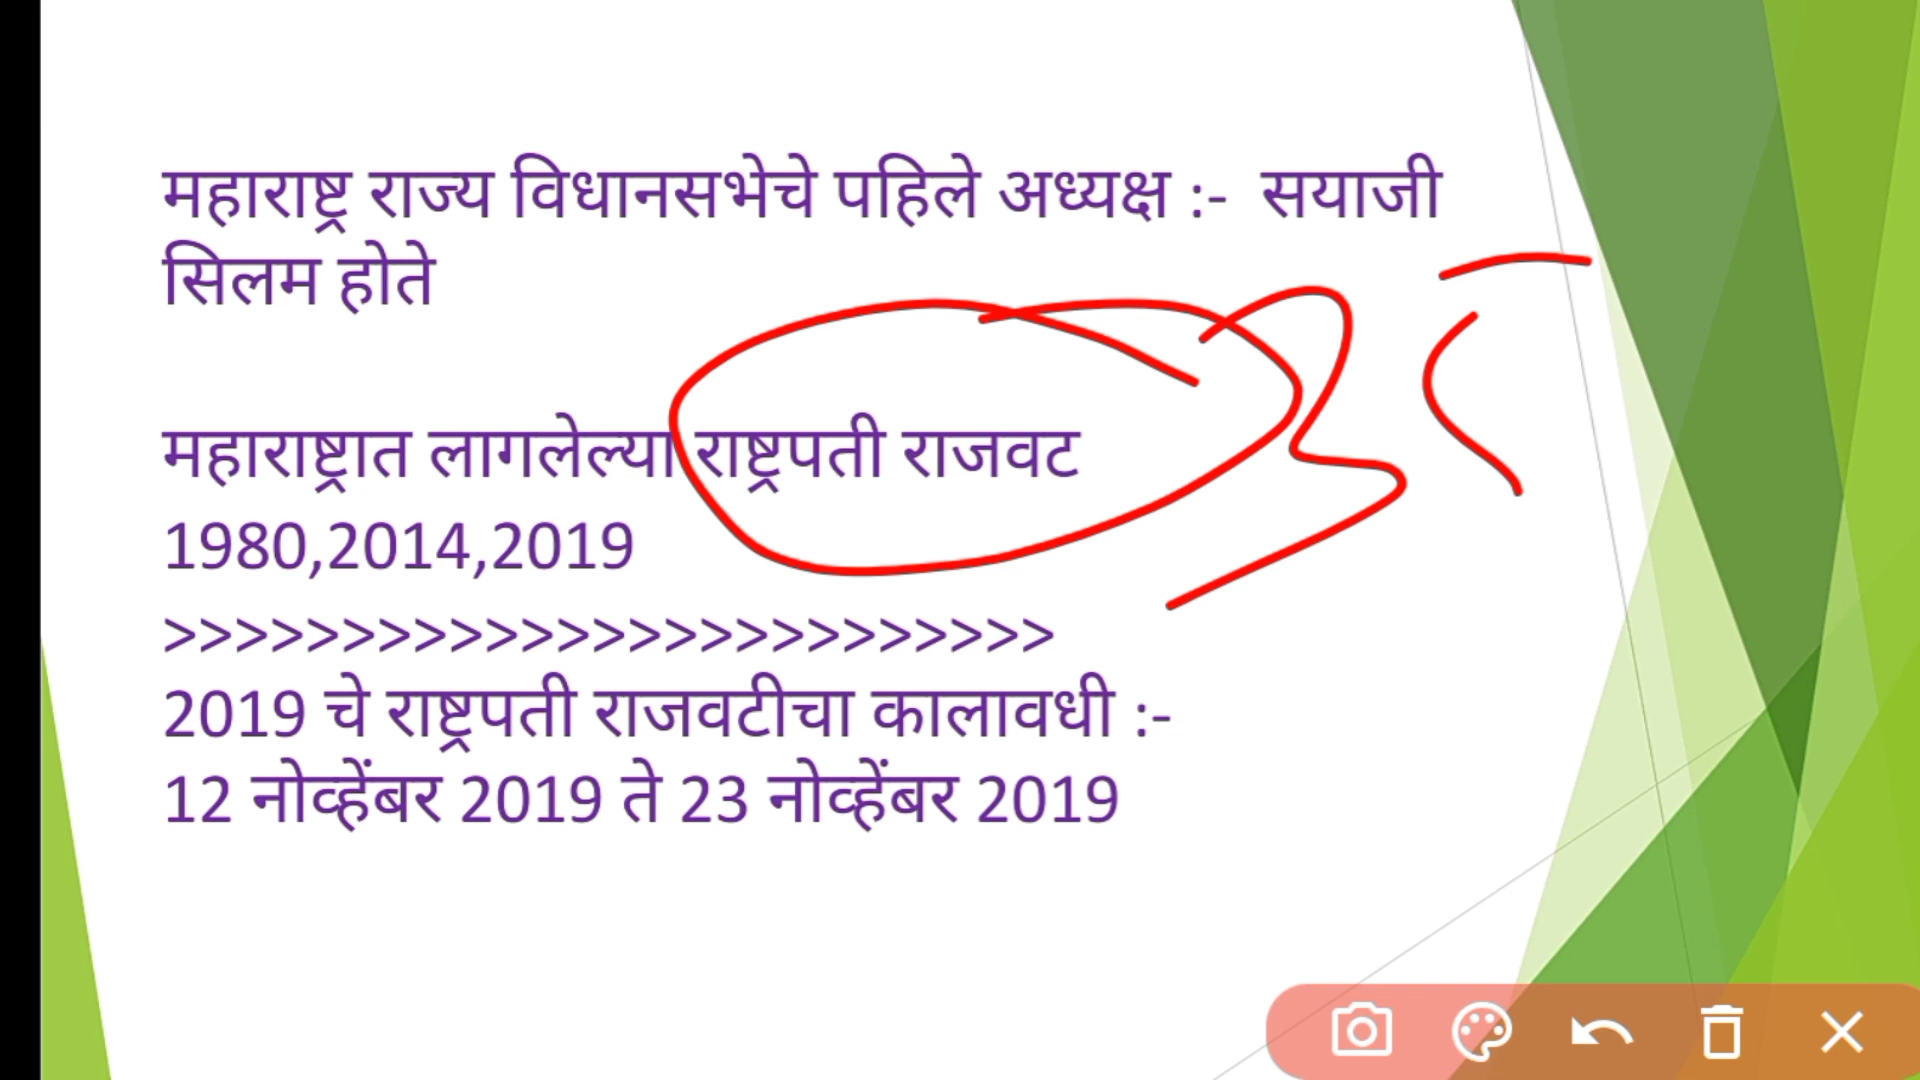 महाराष्ट्र राज्य विधानसभेचे पहिले अध्यक्ष :-  सयाजी
सिलम होते
महाराष्ट्रात लागलेल्या राष्ट्रपती राजवट
1980,2014,2019
>>>>>>>>>>>>>>>>>>>>>>>>>
2019 चे राष्ट्रपती राजवटीचा कालावधी :-
12 नोव्हेंबर 2019 ते 23 नोव्हेंबर 2019